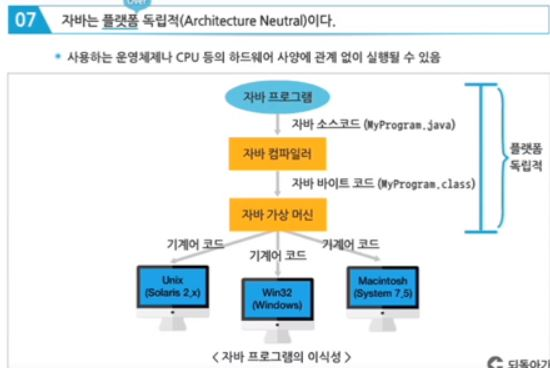 Over
07 자바는 플랫폼 독립적(Architecture Neutral)이다.
• 사용하는 운영체제나 CPU 등의 하드웨어 사양에 관계 없이 실행될 수 있음
자바 프로그램
자바 소스코드 (MyProgram.java)
자바 컴파일러
플랫폼
독립적
자바 바이트 코드 (MyProgram.class)
자바 가상 머신
기계어 코드
기계어 코드
기계어 코드
Unix
(Solaris 2.x)
Win32
(Windows)
Macintosh
(System 7.5)
< 자바 프로그램의 이식성 >
되돌아가기